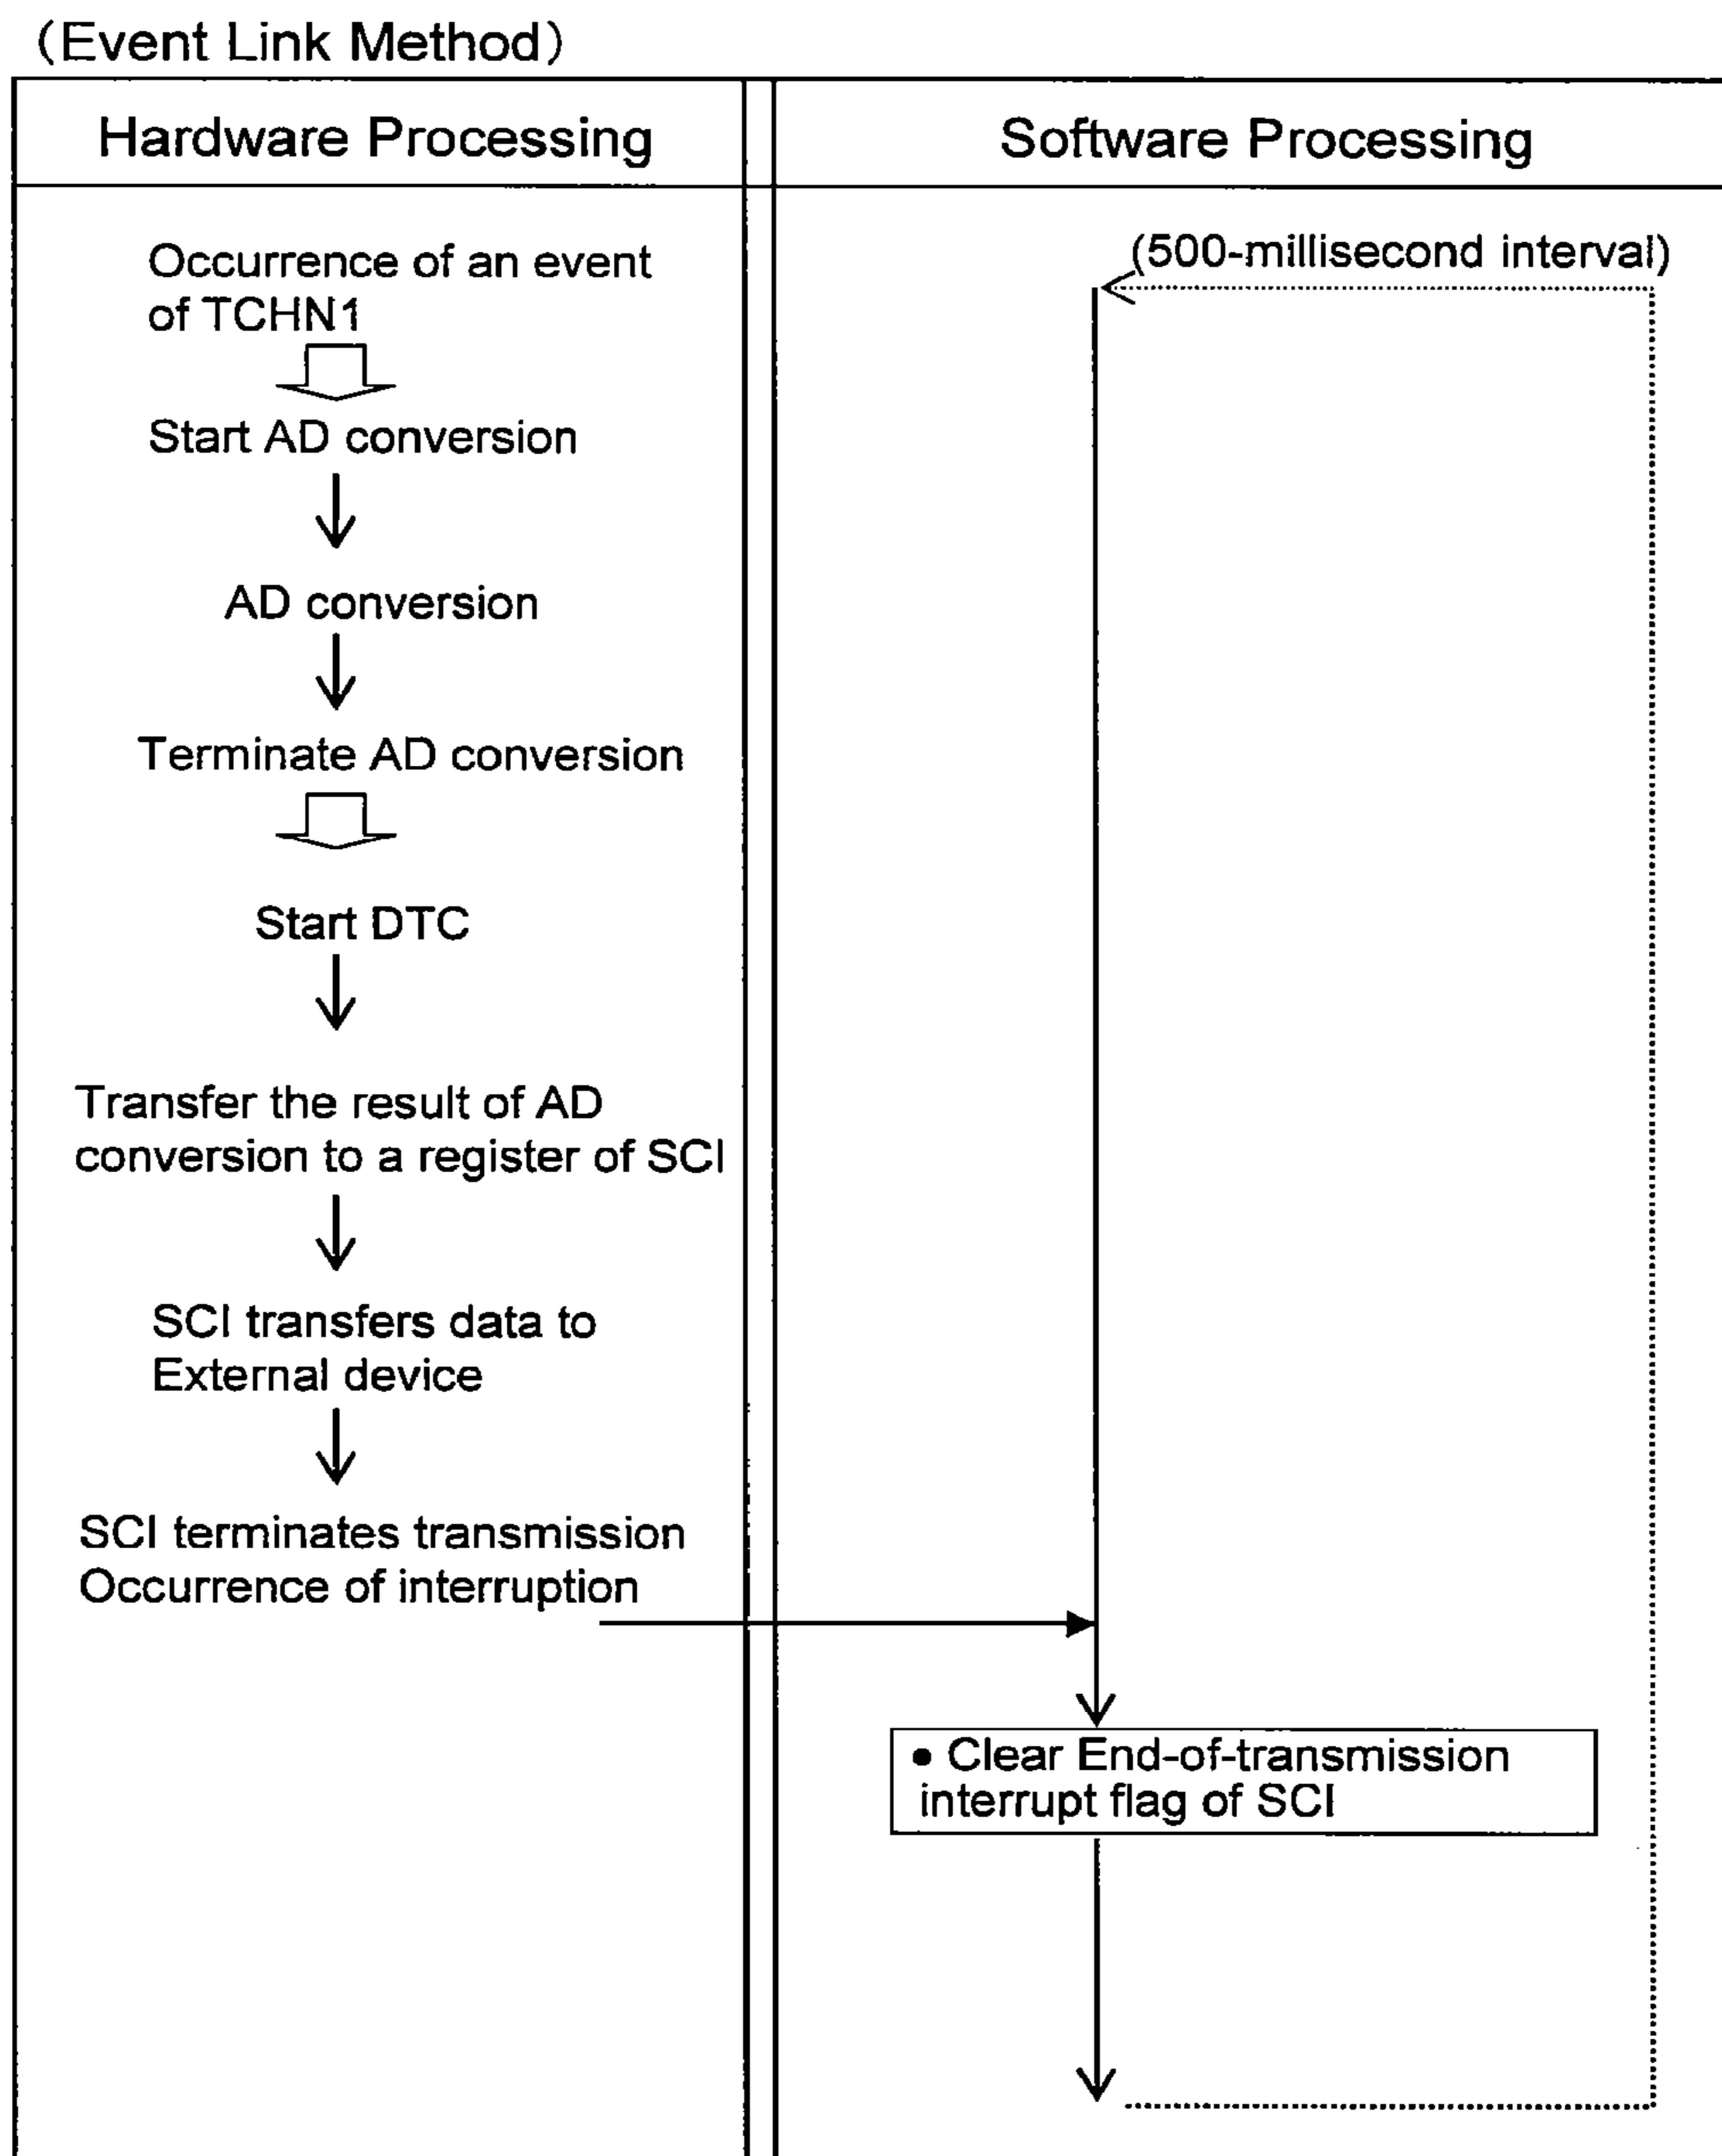 (Event Link Method)
Hardware Processing
Software Processing
Occurrence of an event
of TCHN1
Start AD conversion
AD conversion
Terminate AD conversion
Start DTC
Transfer the result of AD
conversion to a register of SCI
SCI transfers data to
External device
SCI terminates transmission
Occurrence of interruption
(500-millisecond interval)
• Clear End-of-transmission
interrupt flag of SCI